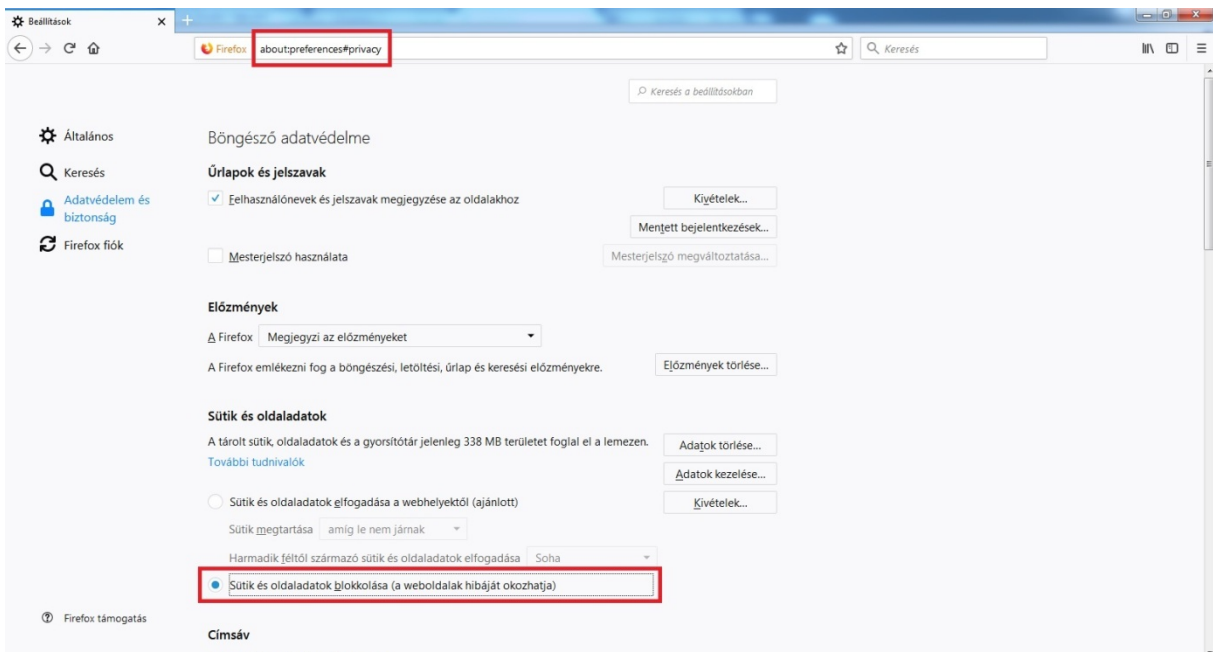 Beállítások
Firefox about:preferences#privacy
Keresés
Keresés a beállításokban
Általános
Keresés
Adatvédelem és
biztonság
Firefox fiók
Firefox támogatás
Böngésző adatvédelme
Űrlapok és jelszavak
Felhasználónevek és jelszavak megjegyzése az oldalakhoz
Kivételek...
Mentett bejelentkezések...
Mesterjelszó használata
Mesterjelszó megváltoztatása...
Előzmények
A Firefox Megjegyzi az előzményeket
A Firefox emlékezni fog a böngészési, letöltési, űrlap és keresési előzményekre.
Előzmények törlése...
Sütik és oldaladatok
A tárolt sütik, oldaladatok és a gyorsítótár jelenleg 338 MB területet foglal el a lemezen.
További tudnivalók
Adatok törlése...
Adatok kezelése...
Sütik és oldaladatok elfogadása a webhelyektől (ajánlott)
Kivételek...
Sütik megtartása amíg le nem járnak
Harmadik féltől származó sütik és oldaladatok elfogadása Soha
Sütik és oldaladatok blokkolása (a weboldalak hibáját okozhatja)
Címsáv